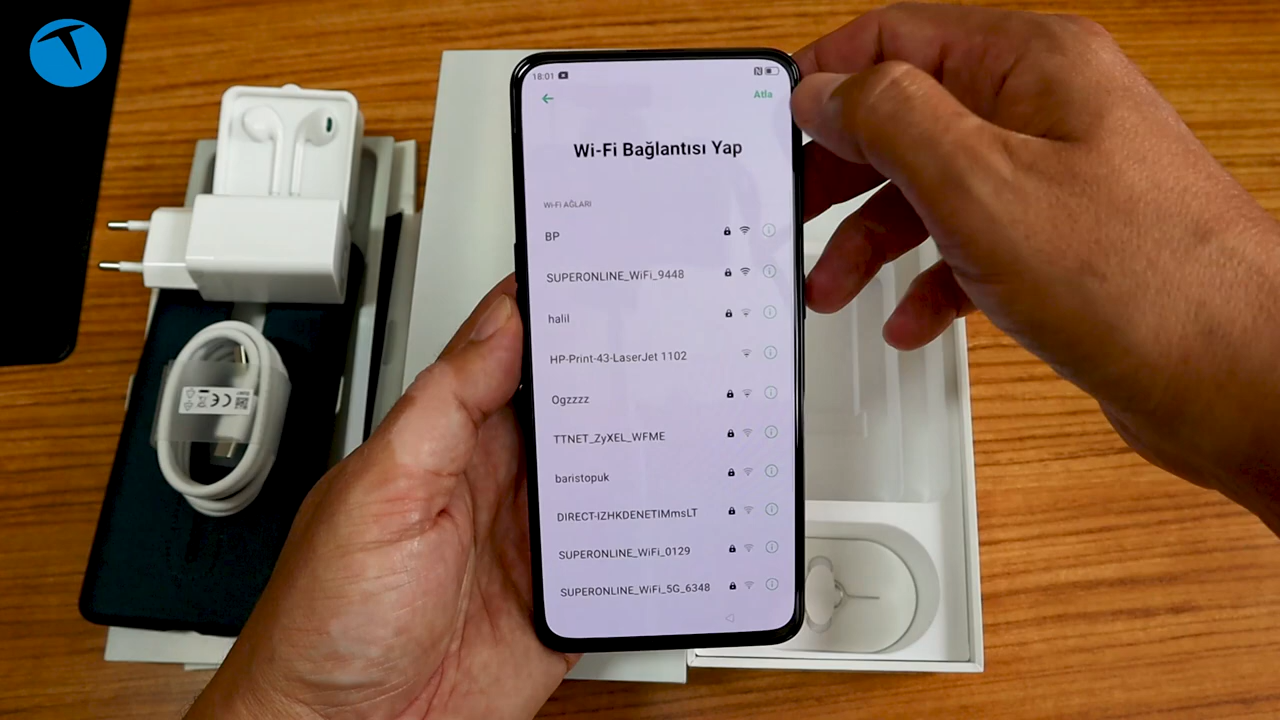 18:01
Atla
Wi-Fi Bağlantısı Yap
Wi-Fi AĞLARI
BP
SUPERONLINE_WiFi_9448
halil
HP-Print-43-LaserJet 1102
Ogzzzz
TTNET_ZyXEL_WFME
baristopuk
DIRECT-IZHKDENETIMmsLT
SUPERONLINE_WiFi_0129
SUPERONLINE_WiFi_5G_6348
CE